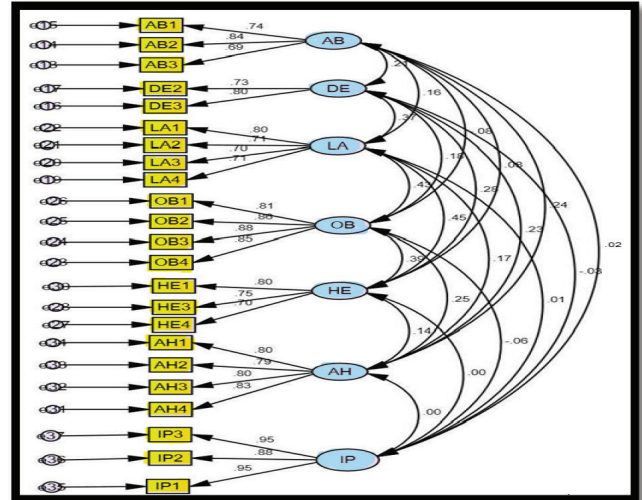 e15 AB1 .74 AB
e14 AB2 .84
e13 AB3 .69
.21
e17 DE2 .73 DE
e16 DE3 .80
.16
.37 .08
e22 LA1 .80 LA
e21 LA2 .71
e20 LA3 .70
e19 LA4 .71
.18 .08
.43 .28
.24
e26 OB1 .81 OB
e25 OB2
e24 OB3 .88
e23 OB4 .85
.45 .23
.02
.39 .17 -.03
e30 HE1 .80 HE
e28 HE3 .75
e27 HE4 .70
.25 .01
.14 -.06
e34 AH1 .80 AH
e33 AH2 .79
e32 AH3 .80
e31 AH4 .83
.00
.00
e37 IP3 .95 IP
e36 IP2 .88
e35 IP1 .95